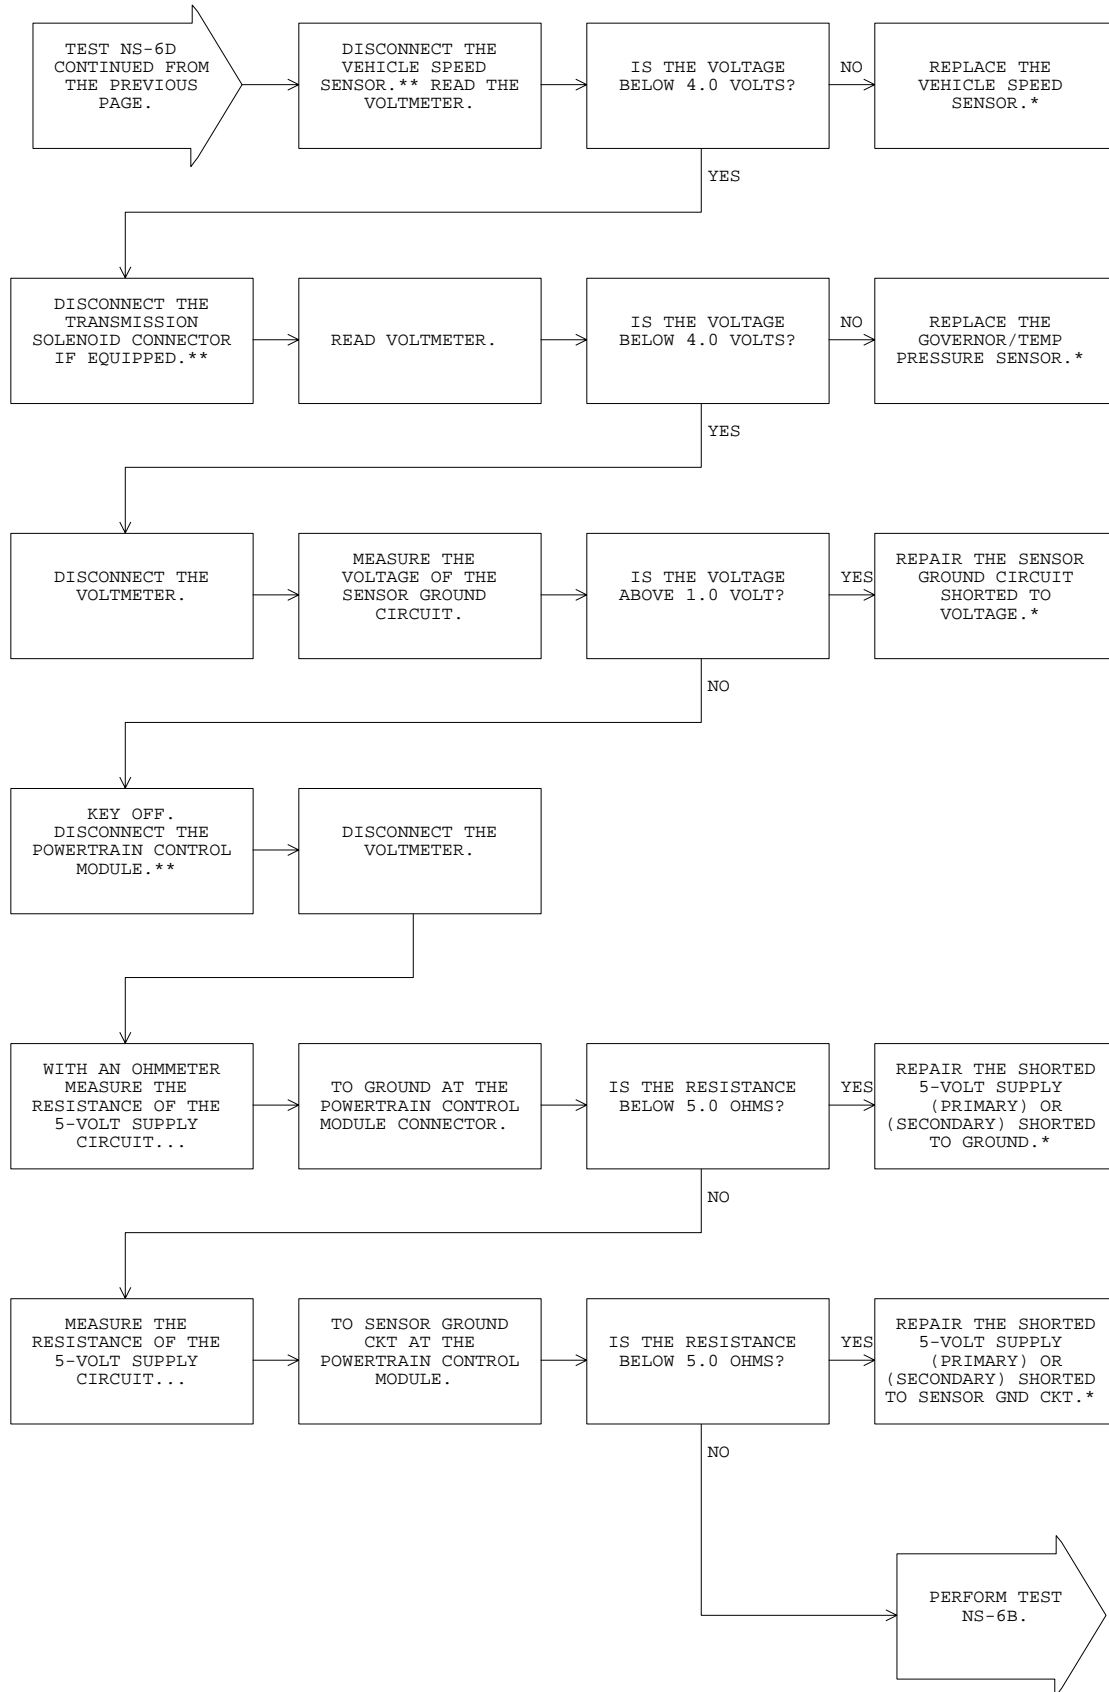 TEST NS-6D
CONTINUED FROM
THE PREVIOUS
PAGE.
DISCONNECT THE
VEHICLE SPEED
SENSOR.** READ THE
VOLTMETER.
IS THE VOLTAGE
BELOW 4.0 VOLTS?
NO
REPLACE THE
VEHICLE SPEED
SENSOR.*
YES
DISCONNECT THE
TRANSMISSION
SOLENOID CONNECTOR
IF EQUIPPED.**
READ VOLTMETER.
IS THE VOLTAGE
BELOW 4.0 VOLTS?
NO
REPLACE THE
GOVERNOR/TEMP
PRESSURE SENSOR.*
YES
DISCONNECT THE
VOLTMETER.
MEASURE THE
VOLTAGE OF THE
SENSOR GROUND
CIRCUIT.
IS THE VOLTAGE
ABOVE 1.0 VOLT?
YES
REPAIR THE SENSOR
GROUND CIRCUIT
SHORTED TO
VOLTAGE.*
NO
KEY OFF.
DISCONNECT THE
POWERTRAIN CONTROL
MODULE.**
DISCONNECT THE
VOLTMETER.
WITH AN OHMMETER
MEASURE THE
RESISTANCE OF THE
5-VOLT SUPPLY
CIRCUIT...
TO GROUND AT THE
POWERTRAIN CONTROL
MODULE CONNECTOR.
IS THE RESISTANCE
BELOW 5.0 OHMS?
YES
REPAIR THE SHORTED
5-VOLT SUPPLY
(PRIMARY) OR
(SECONDARY) SHORTED
TO GROUND.*
NO
MEASURE THE
RESISTANCE OF THE
5-VOLT SUPPLY
CIRCUIT...
TO SENSOR GROUND
CKT AT THE
POWERTRAIN CONTROL
MODULE.
IS THE RESISTANCE
BELOW 5.0 OHMS?
YES
REPAIR THE SHORTED
5-VOLT SUPPLY
(PRIMARY) OR
(SECONDARY) SHORTED
TO SENSOR GND CKT.*
NO
PERFORM TEST
NS-6B.